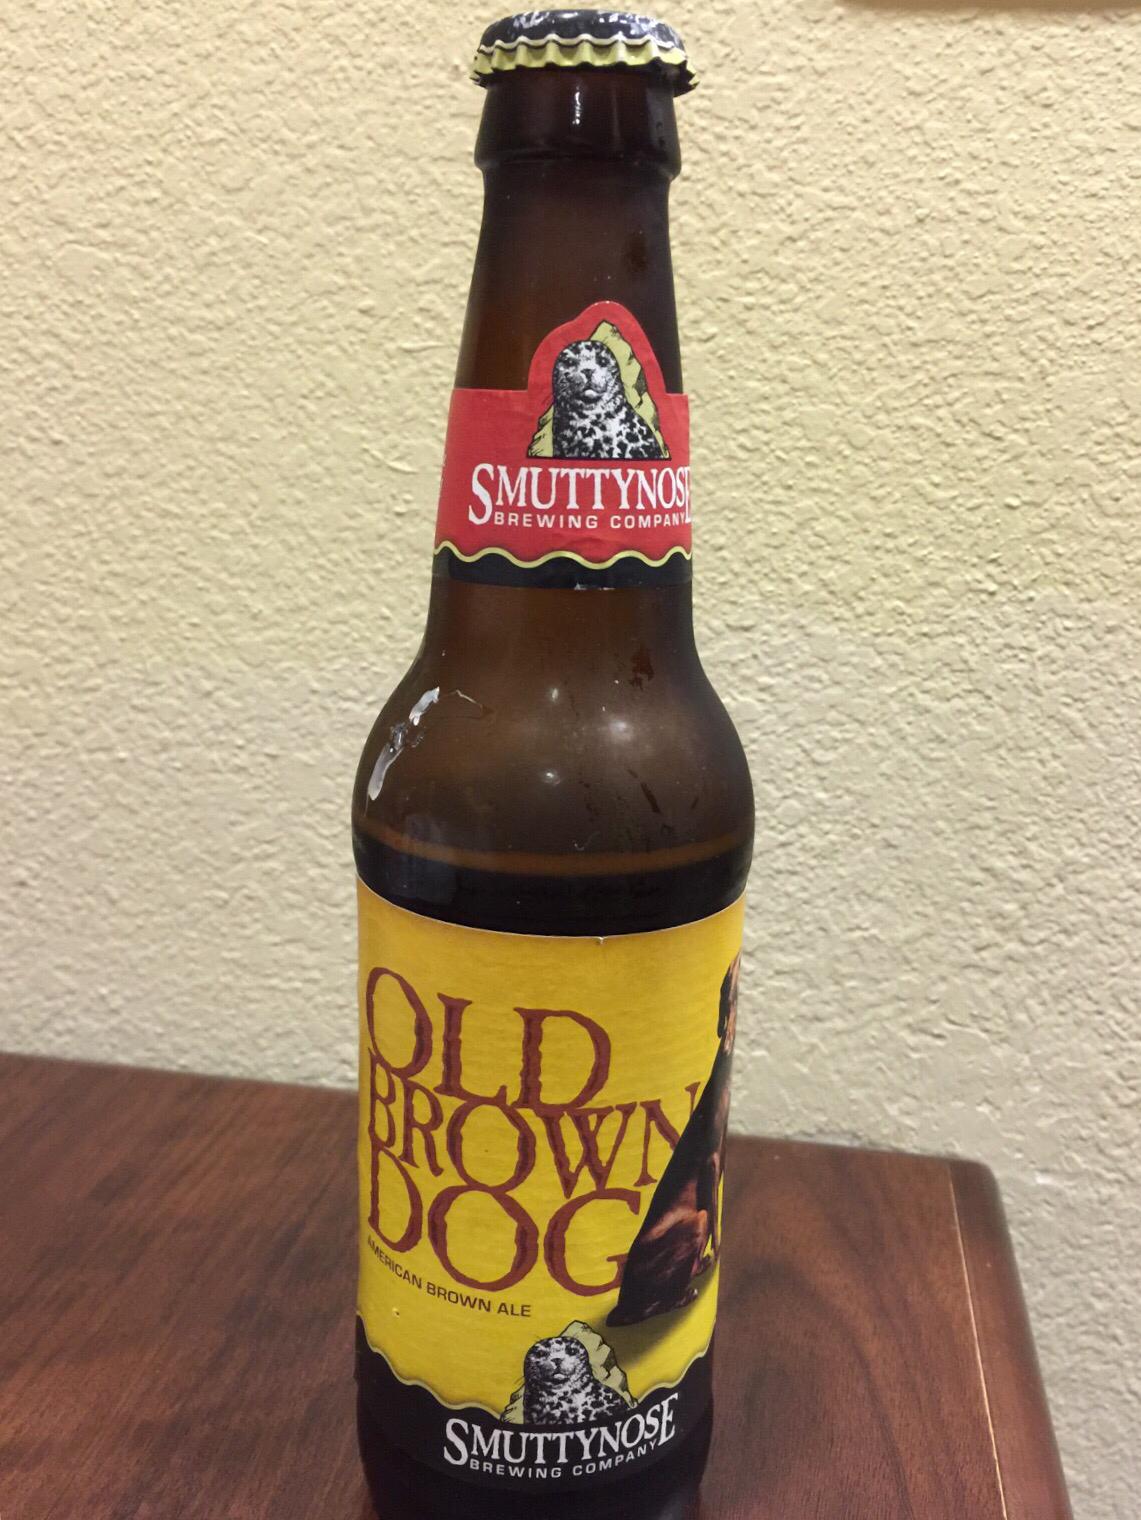 SMUTTYNOSE
BREWING COMPANY
OLD
BROWN
DOG
AMERICAN BROWN ALE
SMUTTYNOSE
BREWING COMPANY